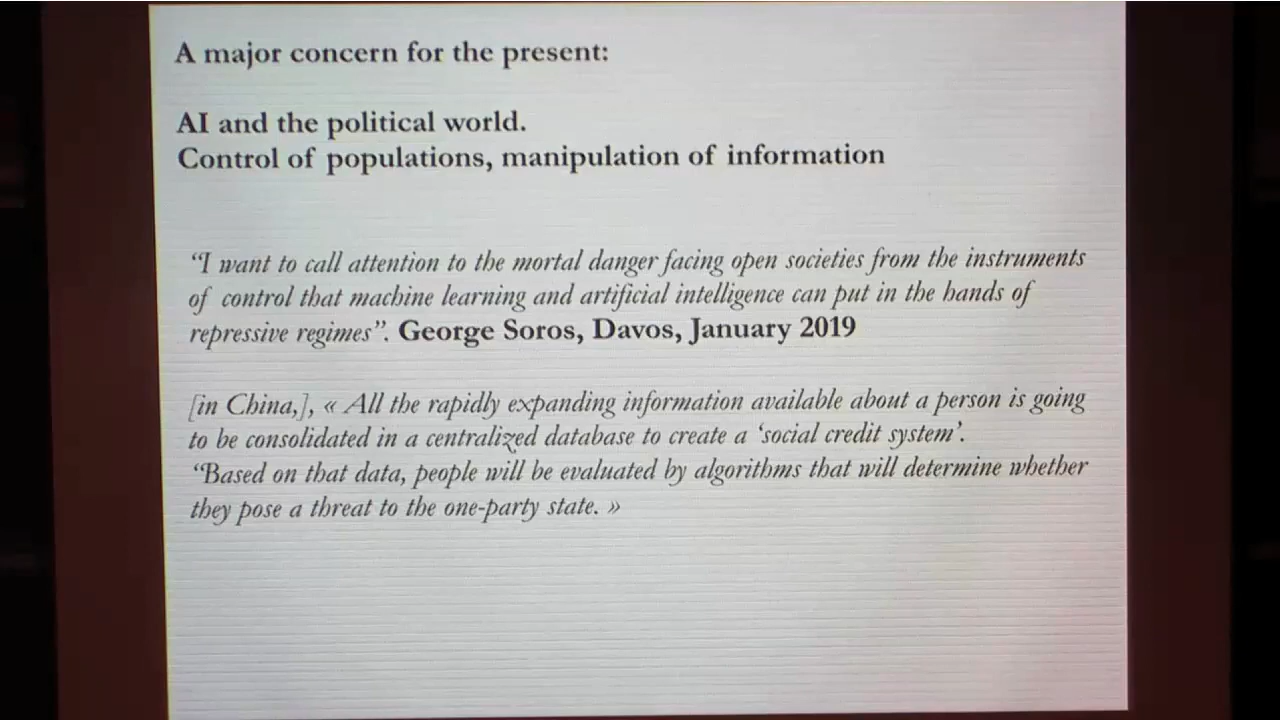 A major concern for the present:
AI and the political world.
Control of populations, manipulation of information
“I want to call attention to the mortal danger facing open societies from the instruments
of control that machine learning and artificial intelligence can put in the hands of
repressive regimes”. George Soros, Davos, January 2019
[in China,], « All the rapidly expanding information available about a person is going
to be consolidated in a centralized database to create a ‘social credit system’.
“Based on that data, people will be evaluated by algorithms that will determine whether
they pose a threat to the one-party state. »